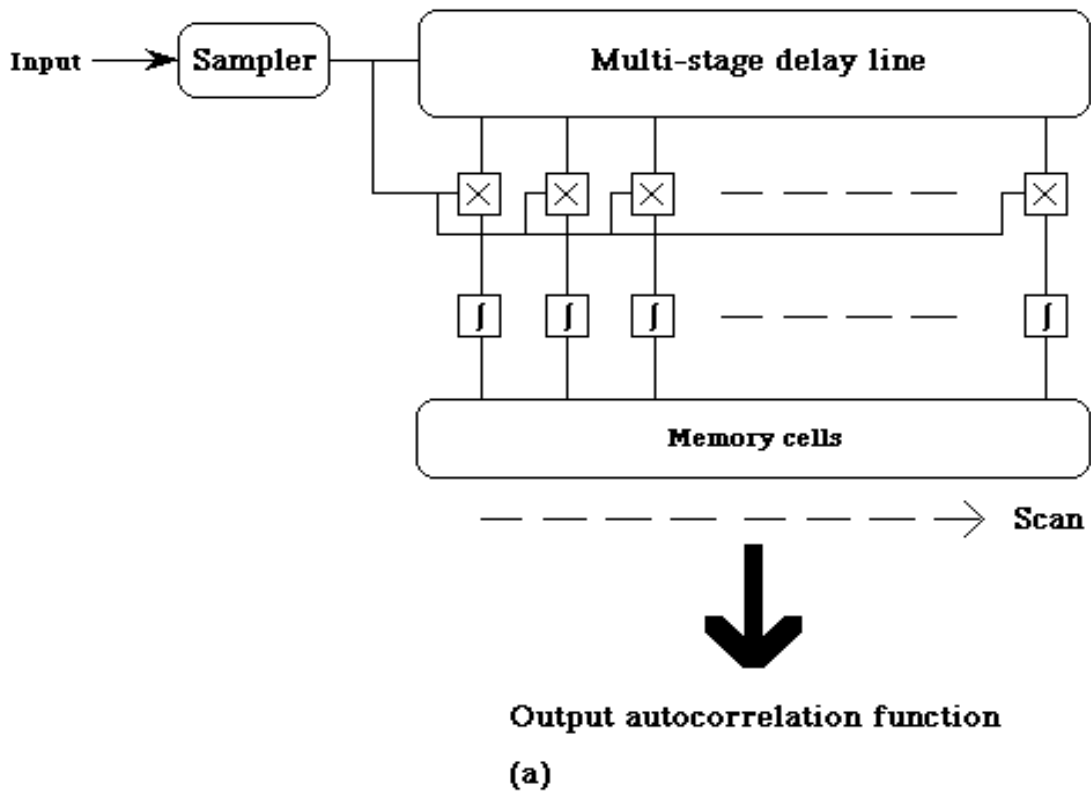 Input
Sampler
Multi-stage delay line
× × × ×
∫ ∫ ∫ ∫
Memory cells
Scan
Output autocorrelation function
(a)